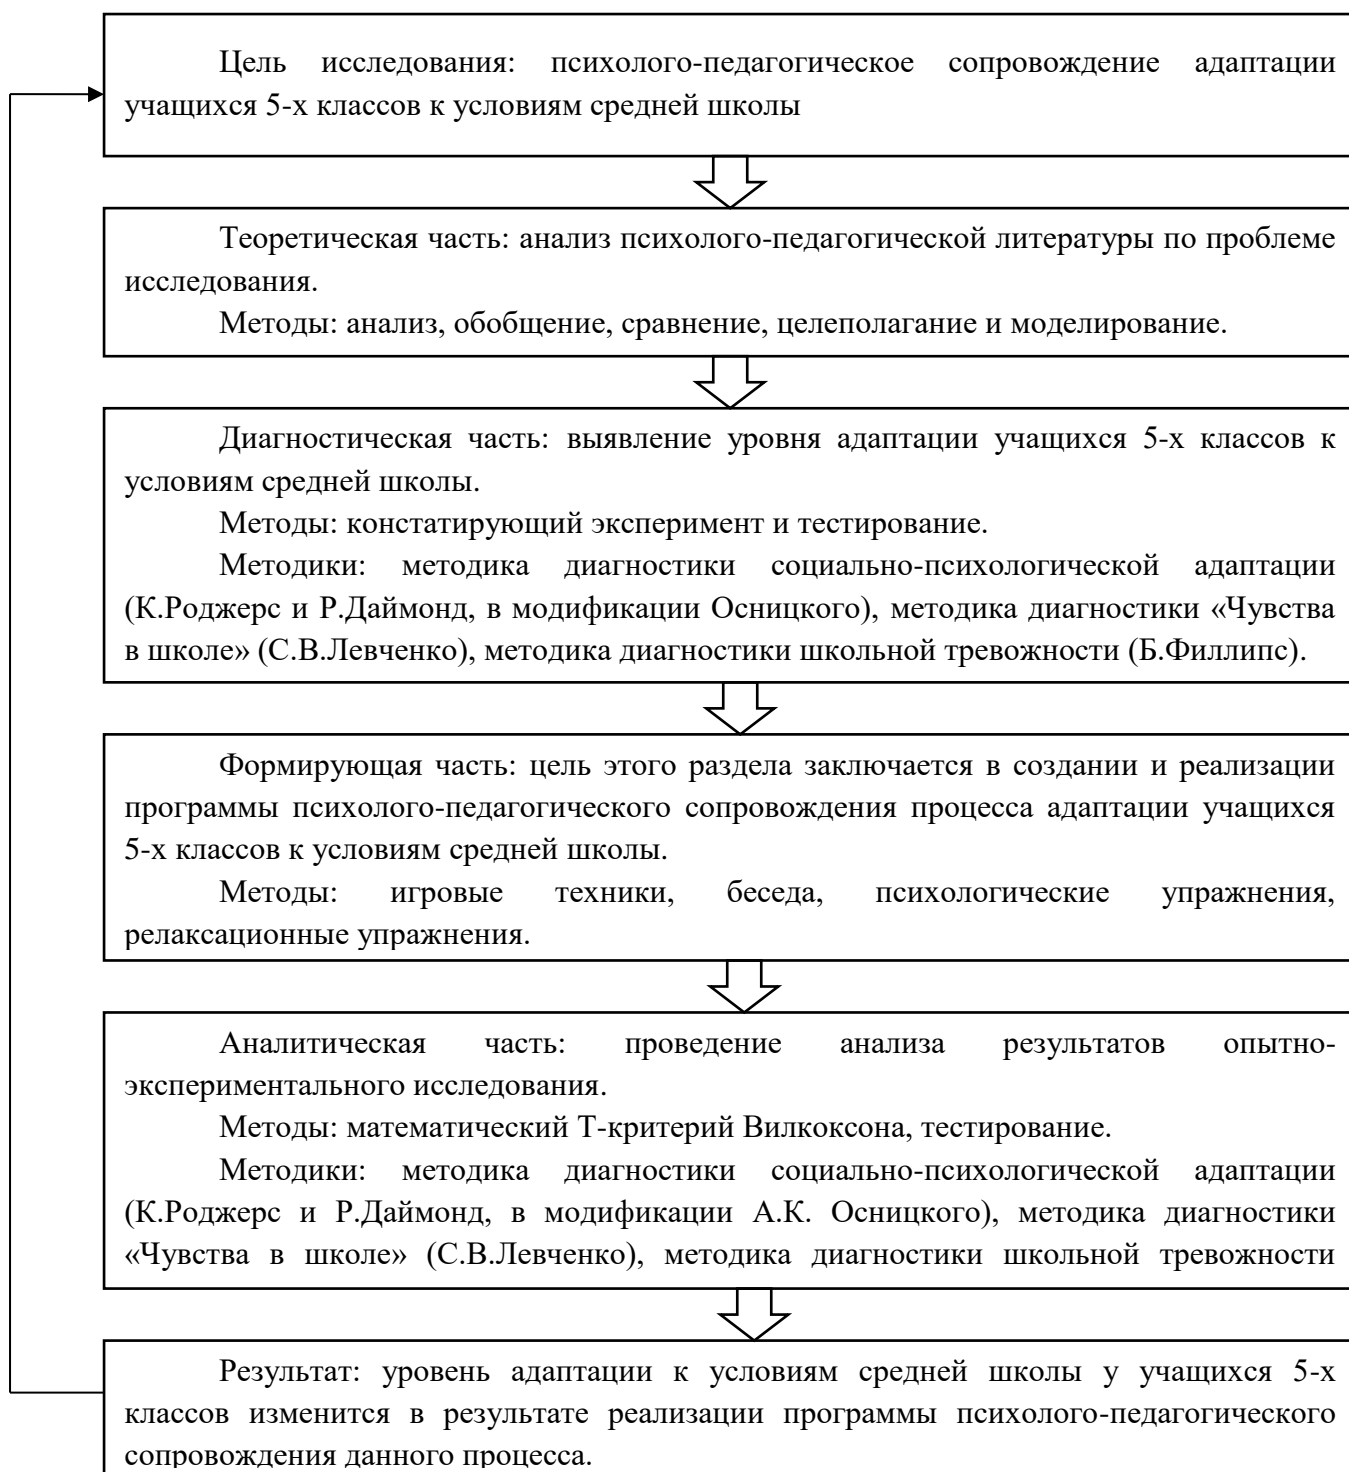 Цель исследования: психолого-педагогическое сопровождение адаптации
учащихся 5-х классов к условиям средней школы
Теоретическая часть: анализ психолого-педагогической литературы по проблеме
исследования.
Методы: анализ, обобщение, сравнение, целеполагание и моделирование.
Диагностическая часть: выявление уровня адаптации учащихся 5-х классов к
условиям средней школы.
Методы: констатирующий эксперимент и тестирование.
Методики: методика диагностики социально-психологической адаптации
(К.Роджерс и Р.Даймонд, в модификации Осницкого), методика диагностики «Чувства
в школе» (С.В.Левченко), методика диагностики школьной тревожности (Б.Филлипс).
Формирующая часть: цель этого раздела заключается в создании и реализации
программы психолого-педагогического сопровождения процесса адаптации учащихся
5-х классов к условиям средней школы.
Методы: игровые техники, беседа, психологические упражнения,
релаксационные упражнения.
Аналитическая часть: проведение анализа результатов опытно-
экспериментального исследования.
Методы: математический Т-критерий Вилкоксона, тестирование.
Методики: методика диагностики социально-психологической адаптации
(К.Роджерс и Р.Даймонд, в модификации А.К. Осницкого), методика диагностики
«Чувства в школе» (С.В.Левченко), методика диагностики школьной тревожности
Результат: уровень адаптации к условиям средней школы у учащихся 5-х
классов изменится в результате реализации программы психолого-педагогического
сопровождения данного процесса.